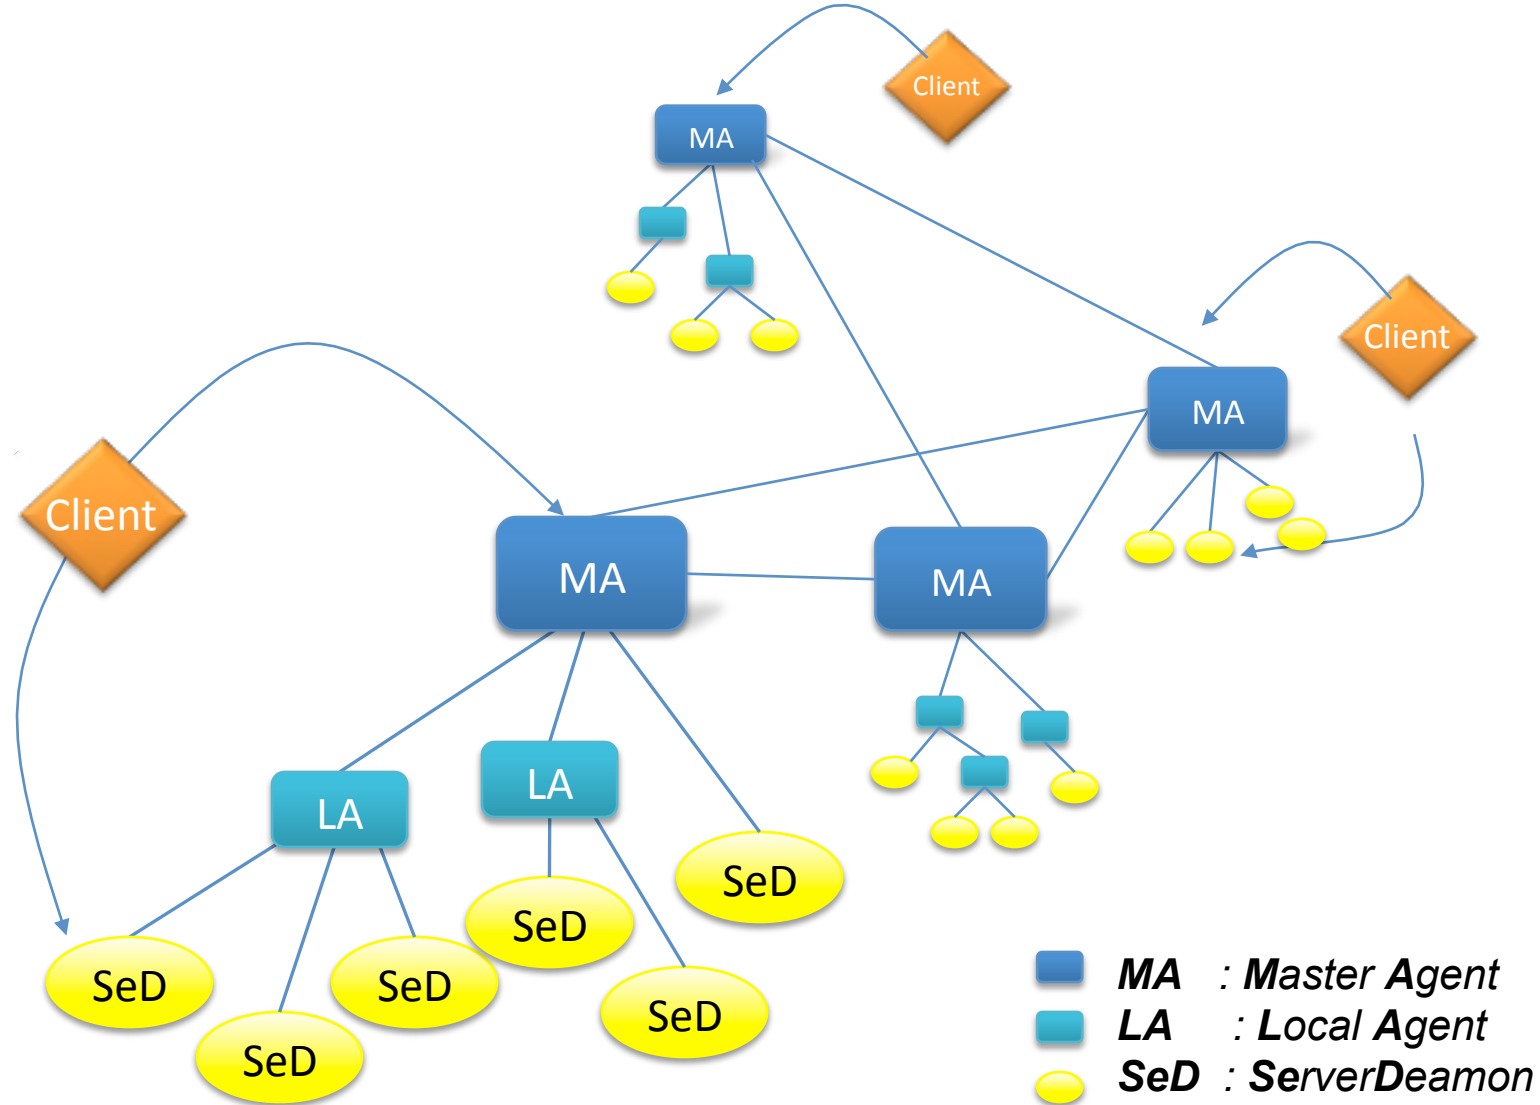 Client
MA
Client
MA
Client
MA
MA
LA
LA
SeD
SeD
SeD
SeD
SeD
SeD
MA : Master Agent
LA : Local Agent
SeD : ServerDeamon